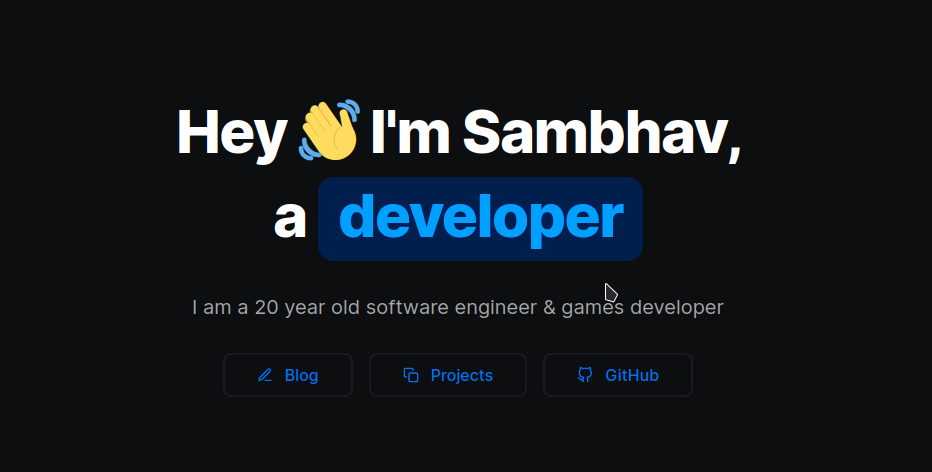 Hey 👋 I'm Sambhav,
a developer
I am a 20 year old software engineer & games developer
Blog
Projects
GitHub